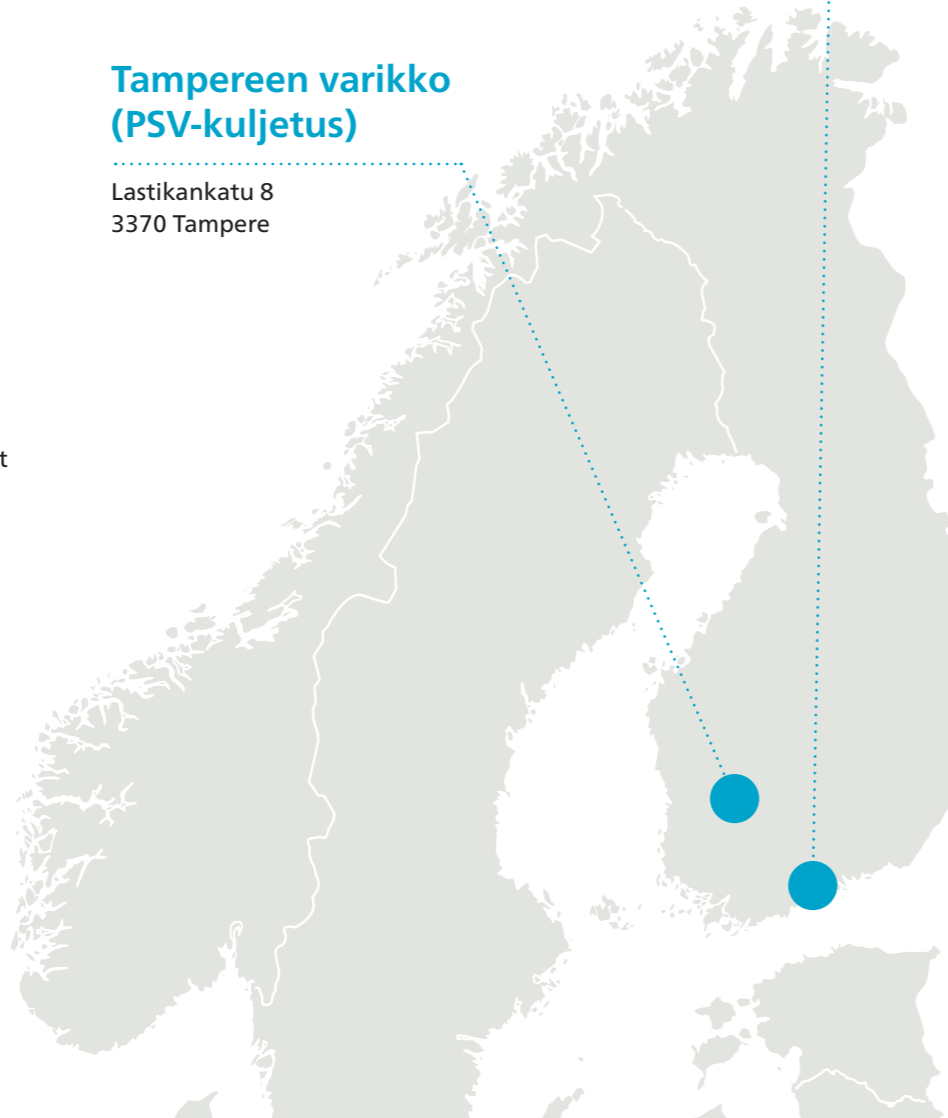 Tampereen varikko
(PSV-kuljetus)
Lastikankatu 8
3370 Tampere
t